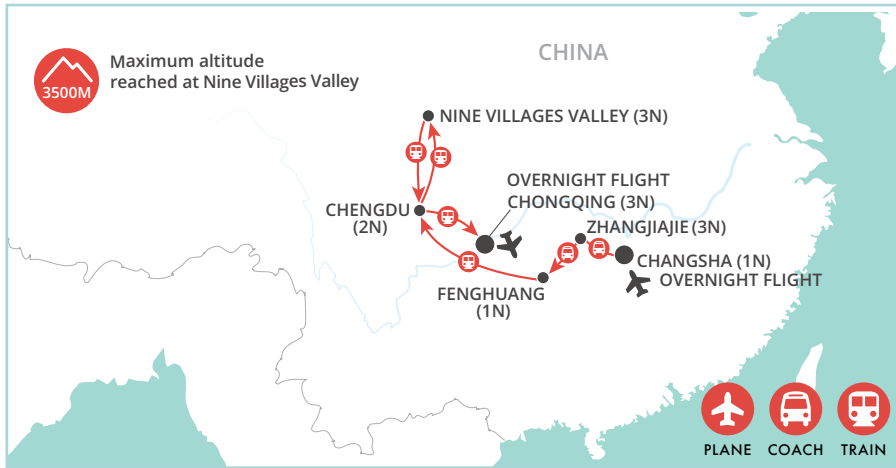 CHINA
Maximum altitude
reached at Nine Villages Valley
3500M
NINE VILLAGES VALLEY (3N)
OVERNIGHT FLIGHT
CHONGQING (3N)
CHENGDU
(2N)
ZHANGJIAJIE (3N)
CHANGSHA (1N)
OVERNIGHT FLIGHT
FENGHUANG
(1N)
PLANE
COACH
TRAIN